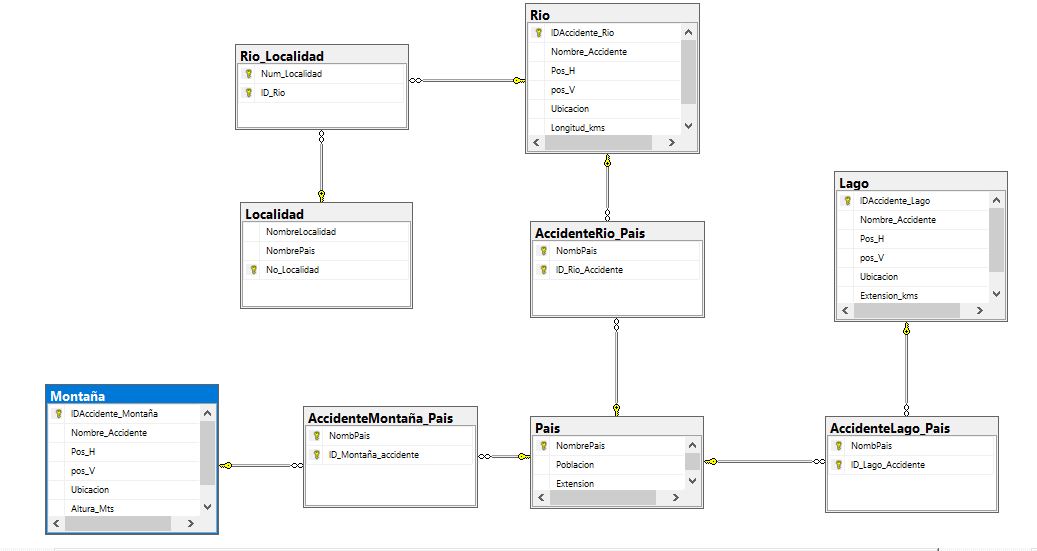 Rio
IDAccidente_Rio
Nombre_Accidente
Pos_H
pos_V
Ubicacion
Longitud_kms
Rio_Localidad
Num_Localidad
ID_Rio
Localidad
NombreLocalidad
NombrePais
No_Localidad
AccidenteRio_Pais
NombPais
ID_Rio_Accidente
Lago
IDAccidente_Lago
Nombre_Accidente
Pos_H
pos_V
Ubicacion
Extension_kms
Montaña
IDAccidente_Montaña
Nombre_Accidente
Pos_H
pos_V
Ubicacion
Altura_Mts
AccidenteMontaña_Pais
NombPais
ID_Montaña_accidente
Pais
NombrePais
Poblacion
Extension
AccidenteLago_Pais
NombPais
ID_Lago_Accidente